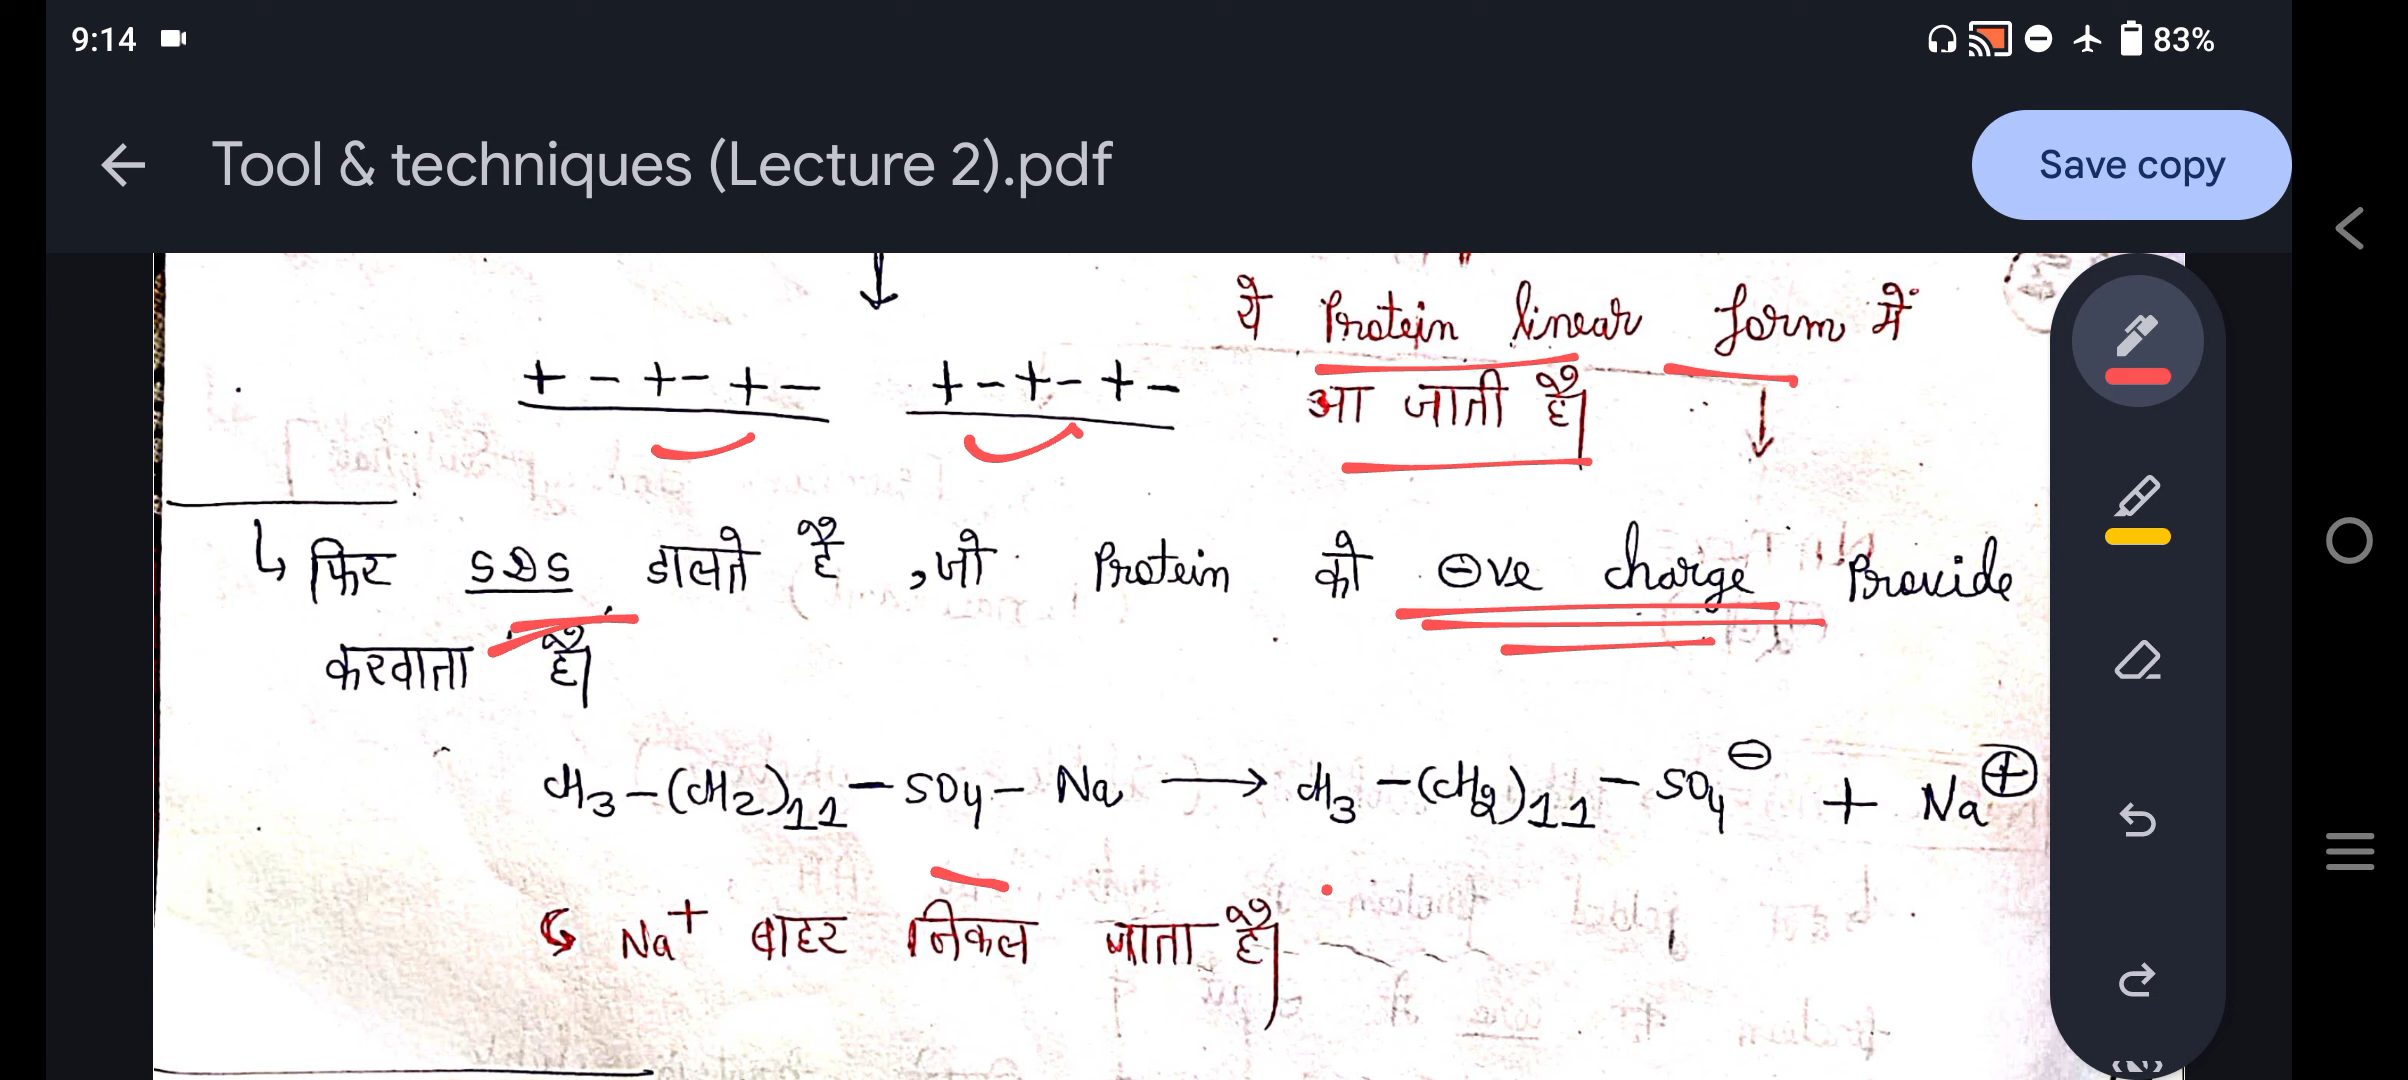 9:14 83%
Tool & techniques (Lecture 2).pdf Save copy
ये Protein linear form में
+ - + - + - + - + - + - आ जाती है।
↳ फिर SDS डालते है , जो Protein को ⊖ve charge Provide
करवाता है।
CH3-(CH2)11-SO4-Na → CH3-(CH2)11-SO4⊖ + Na⊕
↳ Na+ बाहर निकल जाता है।